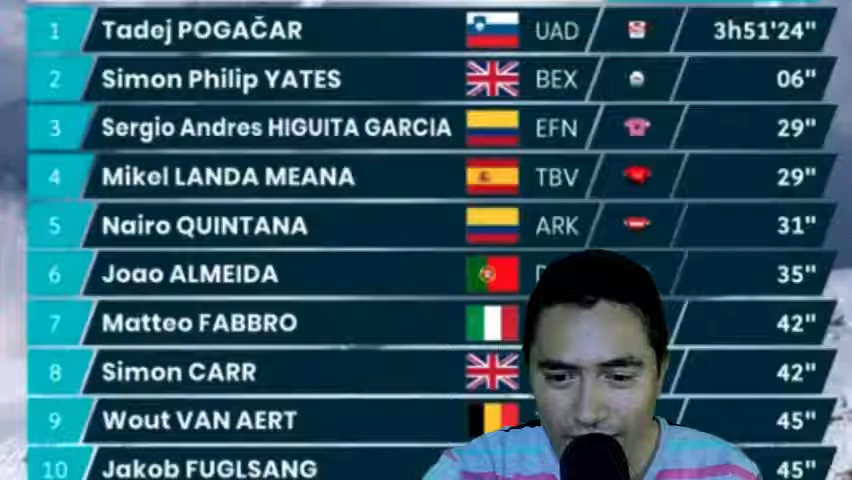 1 Tadej POGAČAR UAD 3h51'24"
2 Simon Philip YATES BEX 06"
3 Sergio Andres HIGUITA GARCIA EFN 29"
4 Mikel LANDA MEANA TBV 29"
5 Nairo QUINTANA ARK 31"
6 Joao ALMEIDA 35"
7 Matteo FABBRO 42"
8 Simon CARR 42"
9 Wout VAN AERT 45"
10 Jakob FUGLSANG 45"